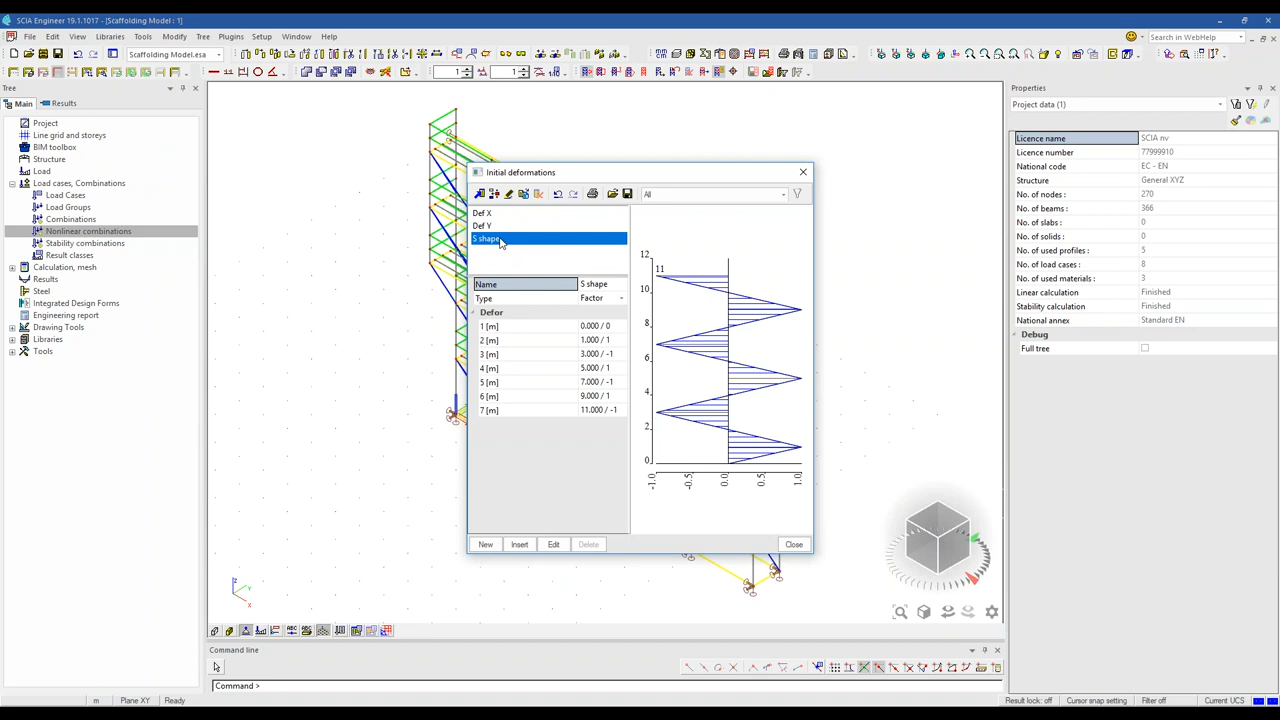 SCIA Engineer 19.1.1017 - [Scaffolding Model : 1]
File Edit View Libraries Tools Modify Tree Plugins Setup Window Help
Search in WebHelp
Scaffolding Model.esa
1
1
Tree
Main
Results
Project
Line grid and storeys
BIM toolbox
Structure
Load
Load cases, Combinations
Load Cases
Load Groups
Combinations
Nonlinear combinations
Stability combinations
Result classes
Calculation, mesh
Results
Steel
Integrated Design Forms
Engineering report
Drawing Tools
Libraries
Tools
Initial deformations
All
Def X
Def Y
S shape
Name S shape
Type Factor
Defor
1 [m] 0.000 / 0
2 [m] 1.000 / 1
3 [m] 3.000 / -1
4 [m] 5.000 / 1
5 [m] 7.000 / -1
6 [m] 9.000 / 1
7 [m] 11.000 / -1
12
11
10
8
6
4
2
0
-1.0 -0.5 0.0 0.5 1.0
New Insert Edit Delete Close
Z Y X
Command line
Command >
Properties
Project data (1)
Licence name SCIA nv
Licence number 77999910
National code EC - EN
Structure General XYZ
No. of nodes : 270
No. of beams : 366
No. of slabs : 0
No. of solids : 0
No. of used profiles : 5
No. of load cases : 8
No. of used materials : 3
Linear calculation Finished
Stability calculation Finished
National annex Standard EN
Debug
Full tree
m Plane XY Ready
Result lock: off Cursor snap setting Filter off Current UCS